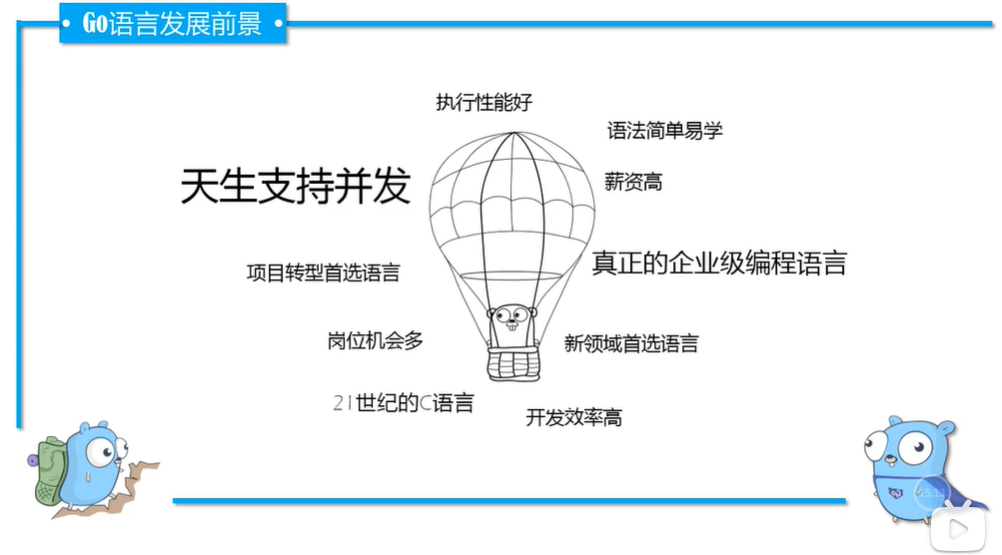 Go语言发展前景
执行性能好
语法简单易学
天生支持并发
薪资高
真正的企业级编程语言
项目转型首选语言
岗位机会多
新领域首选语言
21世纪的C语言
开发效率高